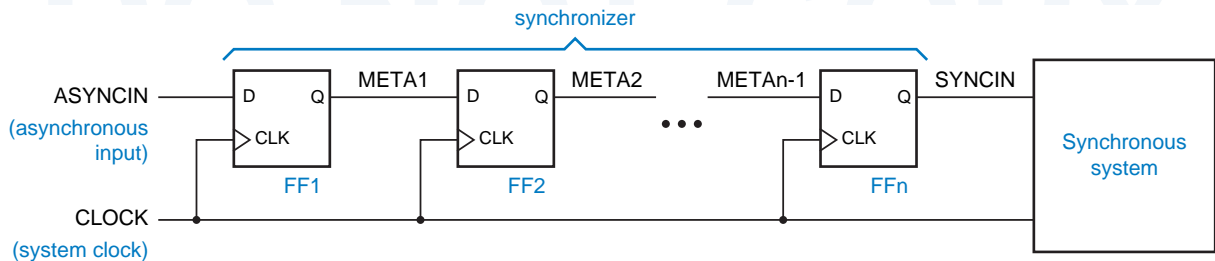 synchronizer
ASYNCIN
(asynchronous
input)
D
Q
CLK
FF1
META1
D
Q
CLK
FF2
META2
METAn-1
D
Q
CLK
FFn
SYNCIN
Synchronous
system
CLOCK
(system clock)